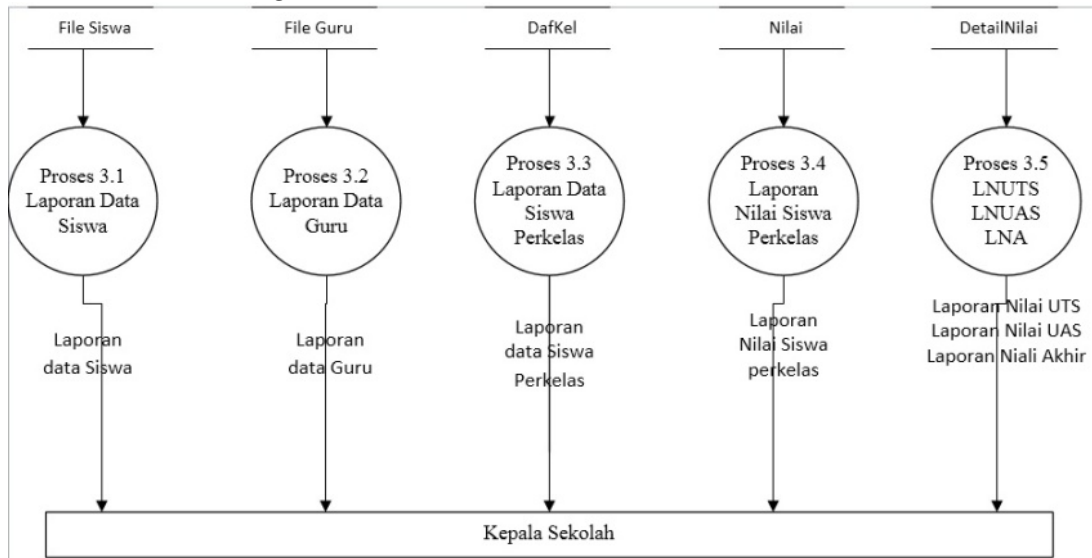 File Siswa
File Guru
DafKel
Nilai
DetailNilai
Proses 3.1
Laporan Data
Siswa
Proses 3.2
Laporan Data
Guru
Proses 3.3
Laporan Data
Siswa
Perkelas
Proses 3.4
Laporan
Nilai Siswa
Perkelas
Proses 3.5
LNUTS
LNUAS
LNA
Laporan
data Siswa
Laporan
data Guru
Laporan
data Siswa
Perkelas
Laporan
Nilai Siswa
perkelas
Laporan Nilai UTS
Laporan Nilai UAS
Laporan Niali Akhir
Kepala Sekolah